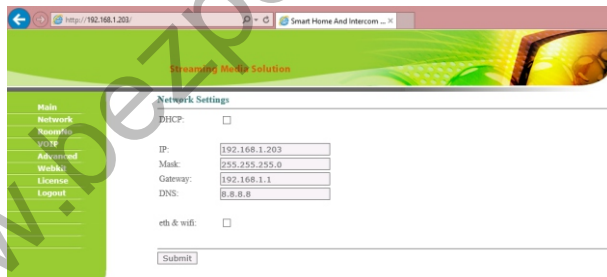 http://192.168.1.203/
Smart Home And Intercom ...
Streaming Media Solution
Main
Network
RoomNo
VOIP
Advanced
Webkit
License
Logout
Network Settings
DHCP:
IP: 192.168.1.203
Mask: 255.255.255.0
Gateway: 192.168.1.1
DNS: 8.8.8.8
eth & wifi:
Submit